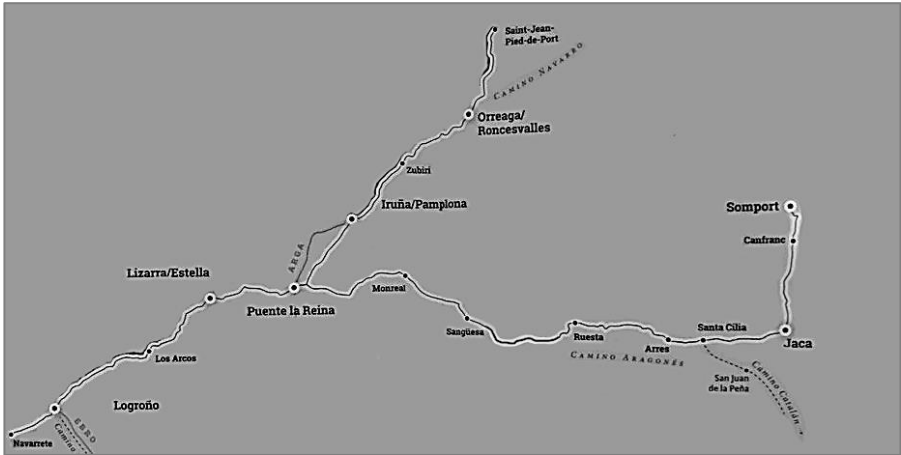 Saint-Jean-
Pied-de-Port
CAMINO NAVARRO
Orreaga/
Roncesvalles
Zubiri
Iruña/Pamplona
Somport
Canfranc
ARGA
Lizarra/Estella
Monreal
Puente la Reina
Sangüesa
Ruesta
Santa Cilia
Jaca
Arres
CAMINO ARAGONÉS
Los Arcos
San Juan
de la Peña
Camino Catalán
Logroño
EBRO
Camino
Navarrete